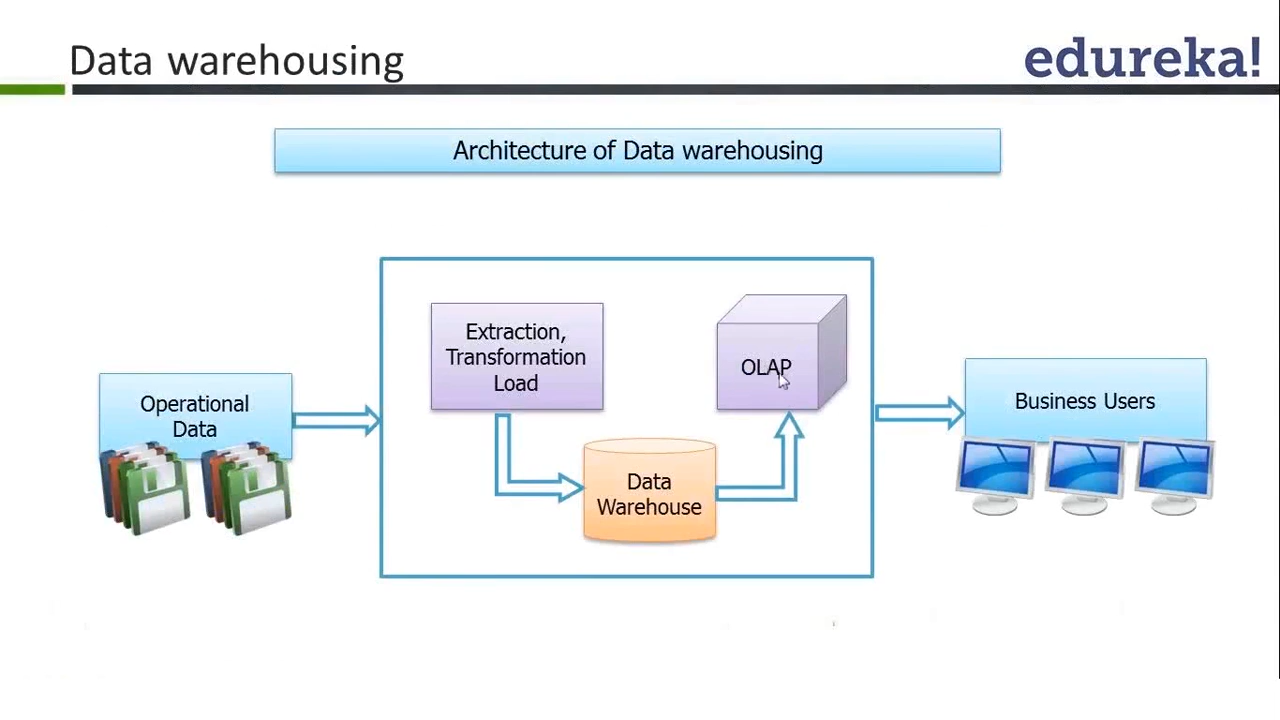 Data warehousing
edureka!
Architecture of Data warehousing
Extraction,
Transformation
Load
OLAP
Operational
Data
Business Users
Data
Warehouse